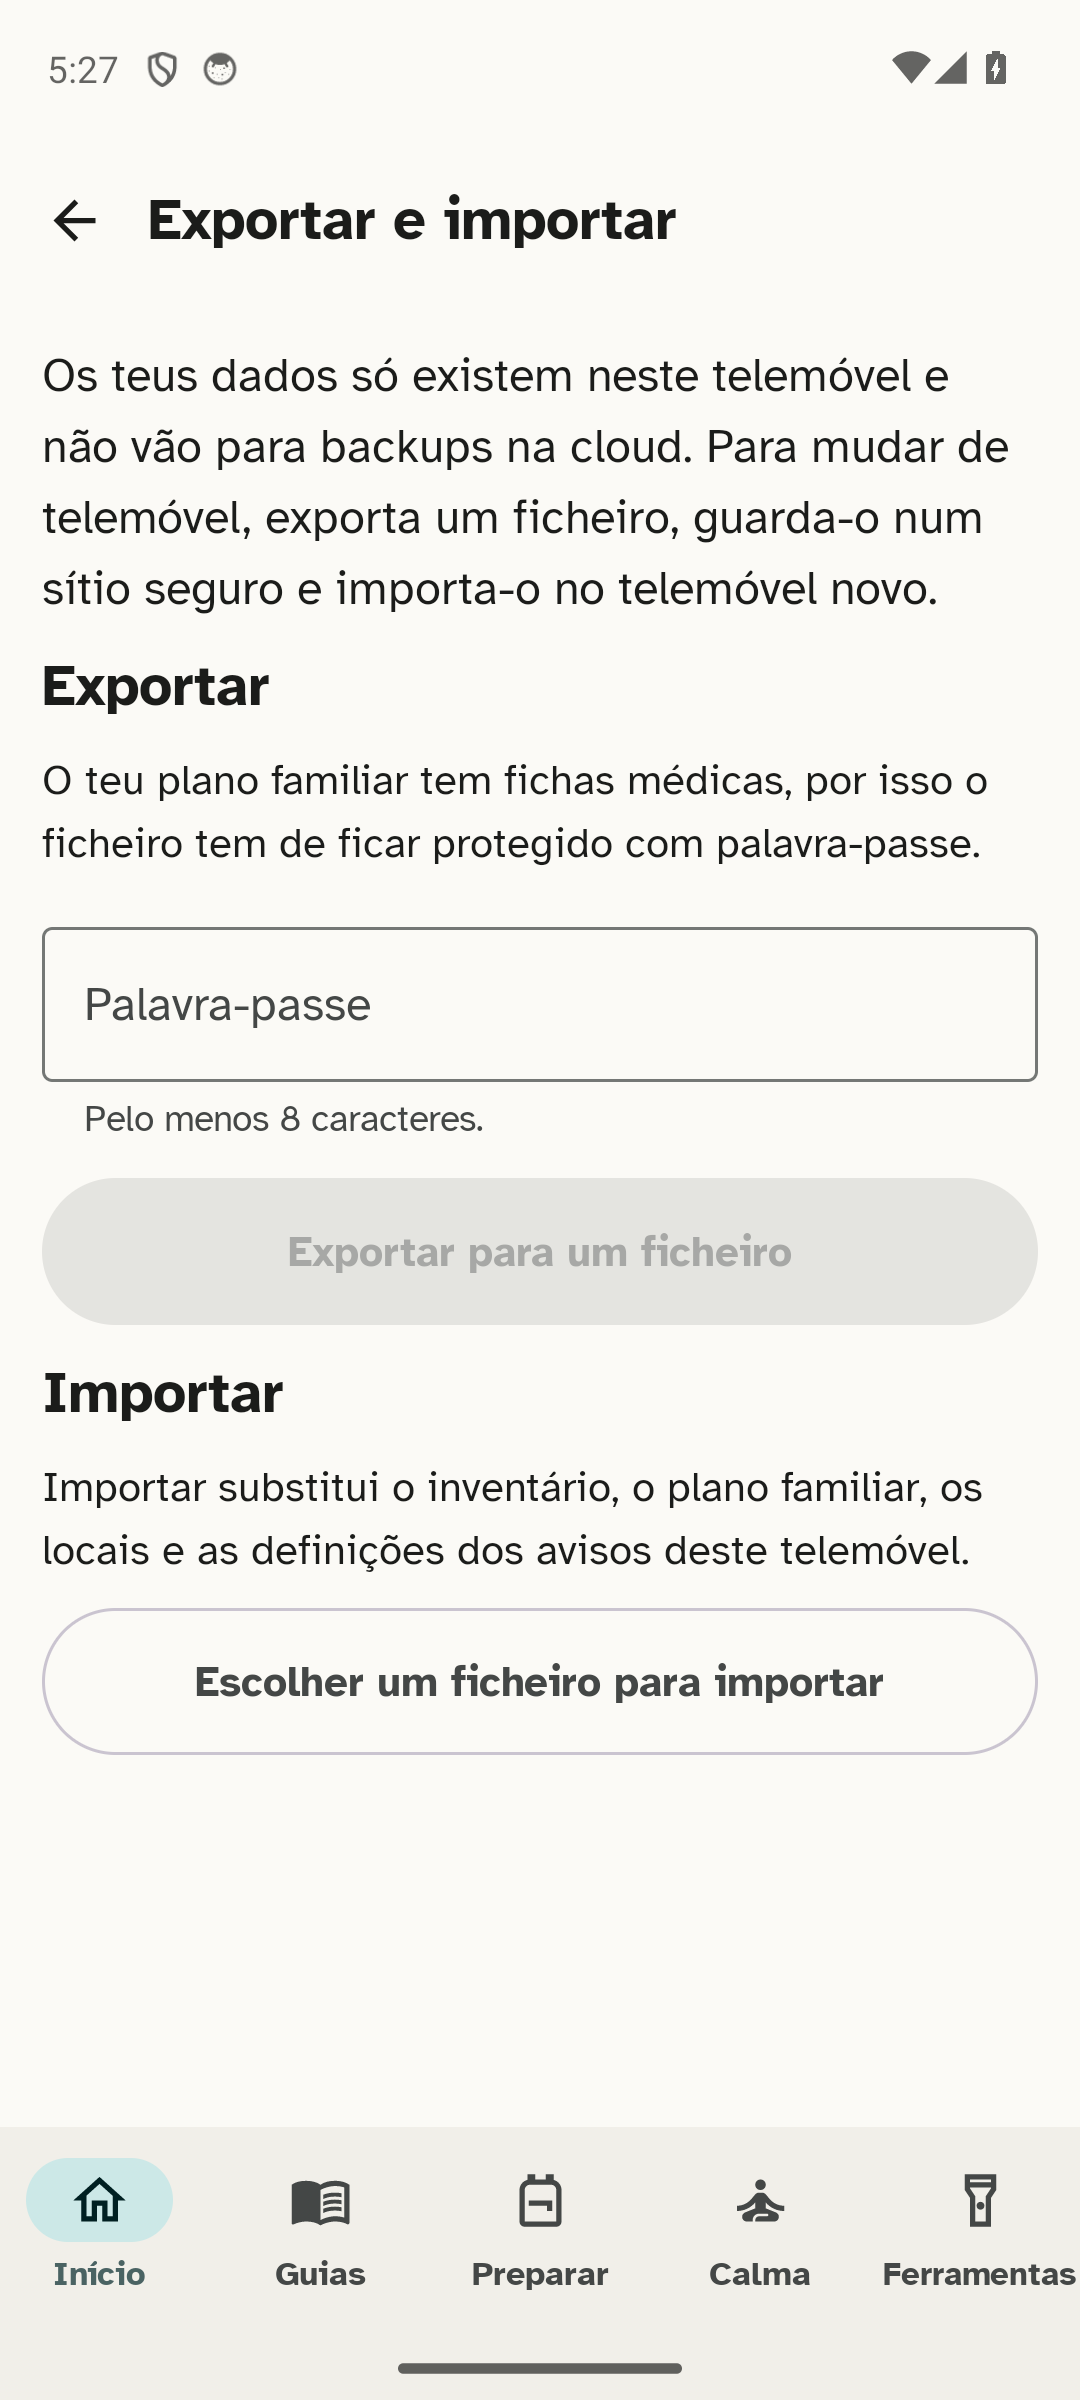 5:27
Exportar e importar
Os teus dados só existem neste telemóvel e
não vão para backups na cloud. Para mudar de
telemóvel, exporta um ficheiro, guarda-o num
sítio seguro e importa-o no telemóvel novo.
Exportar
O teu plano familiar tem fichas médicas, por isso o
ficheiro tem de ficar protegido com palavra-passe.
Palavra-passe
Pelo menos 8 caracteres.
Exportar para um ficheiro
Importar
Importar substitui o inventário, o plano familiar, os
locais e as definições dos avisos deste telemóvel.
Escolher um ficheiro para importar
Início Guias Preparar Calma Ferramentas